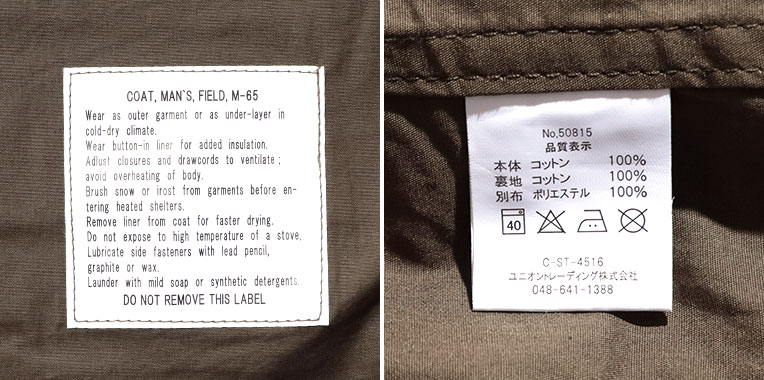 COAT, MAN`S, FIELD, M-65
Wear as outer garment or as under-layer in
cold-dry climate.
Wear button-in liner for added insulation.
Adjust closures and drawcords to ventilate;
avoid overheating of body.
Brush snow or irost from garments before en-
tering heated shelters.
Remove liner from coat for faster drying.
Do not expose to high temperature of a stove.
Lubricate side fasteners with lead pencil,
graphite or wax.
Launder with mild soap or synthetic detergents.
DO NOT REMOVE THIS LABEL
No,50815
品質表示
本体 コットン 100%
裏地 コットン 100%
別布 ポリエステル 100%
40
C-ST-4516
ユニオントレーディング株式会社
048-641-1388